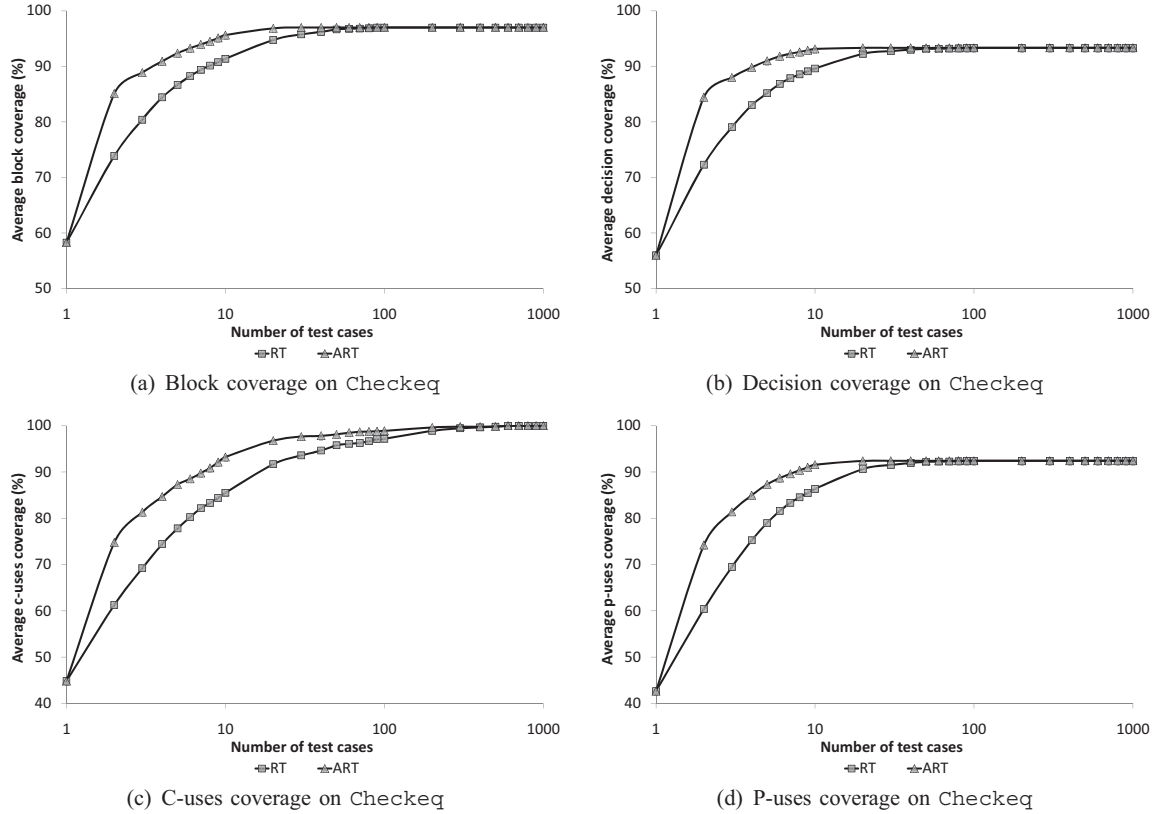 Average block coverage (%)
100
90
80
70
60
50
1 10 100 1000
Number of test cases
RT ART
(a) Block coverage on Checkeq
Average decision coverage (%)
100
90
80
70
60
50
1 10 100 1000
Number of test cases
RT ART
(b) Decision coverage on Checkeq
Average c-uses coverage (%)
100
90
80
70
60
50
40
1 10 100 1000
Number of test cases
RT ART
(c) C-uses coverage on Checkeq
Average p-uses coverage (%)
100
90
80
70
60
50
40
1 10 100 1000
Number of test cases
RT ART
(d) P-uses coverage on Checkeq